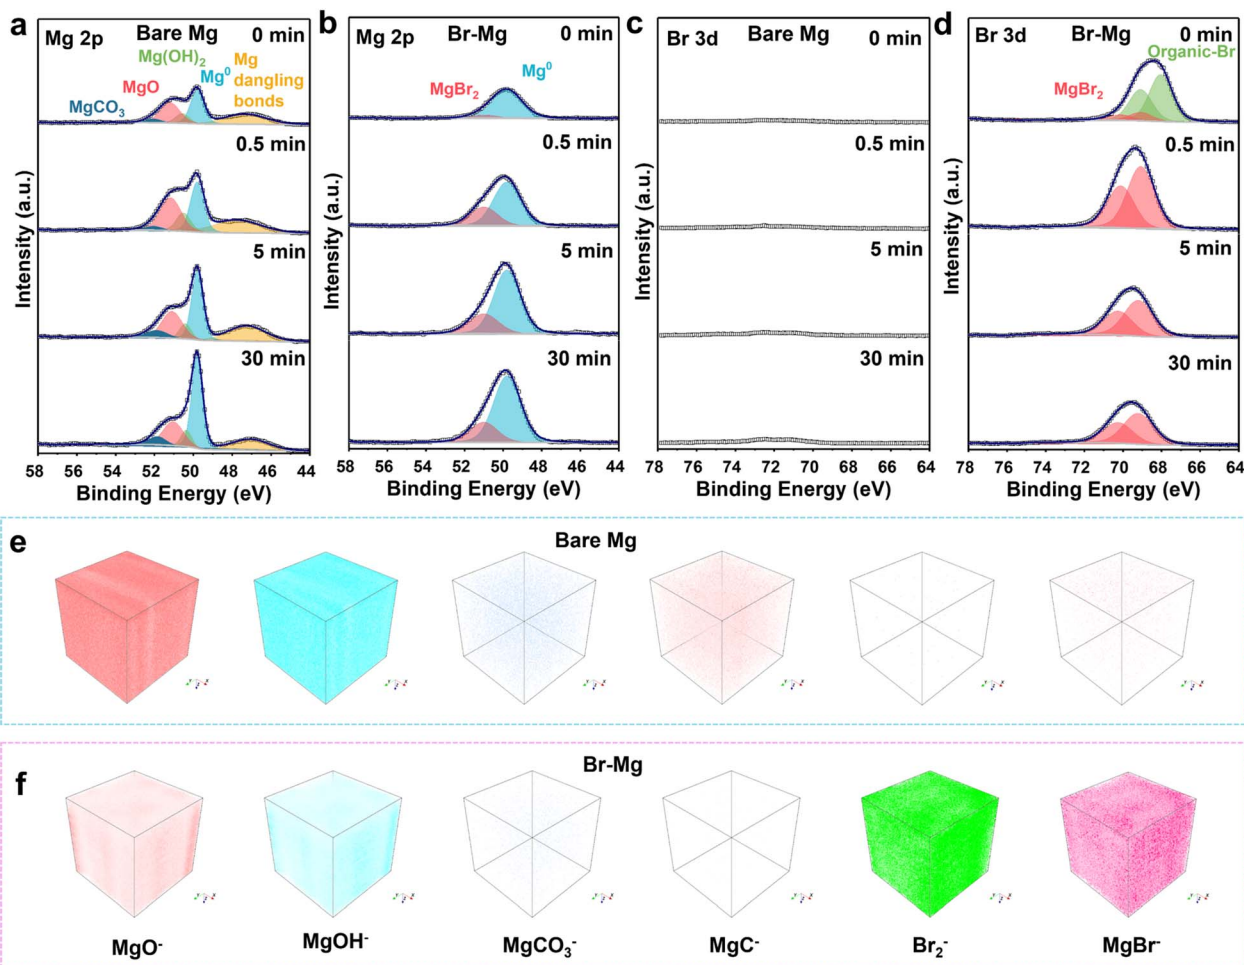 a
Mg 2p
Bare Mg
0 min
Mg(OH)₂
Mg⁰
Mg
dangling
bonds
MgO
MgCO₃
0.5 min
5 min
30 min
Intensity (a.u.)
58 56 54 52 50 48 46 44
Binding Energy (eV)
b
Mg 2p
0 min
Br-Mg
MgBr₂
Mg⁰
0.5 min
5 min
30 min
Intensity (a.u.)
58 56 54 52 50 48 46 44
Binding Energy (eV)
c
Br 3d
Bare Mg
0 min
0.5 min
5 min
30 min
Intensity (a.u.)
78 76 74 72 70 68 66 64
Binding Energy (eV)
d
Br 3d
Br-Mg
0 min
Organic-Br
MgBr₂
0.5 min
5 min
30 min
Intensity (a.u.)
78 76 74 72 70 68 66 64
Binding Energy (eV)
e
Bare Mg
f
Br-Mg
MgO⁻
MgOH⁻
MgCO₃⁻
MgC⁻
Br₂⁻
MgBr⁻